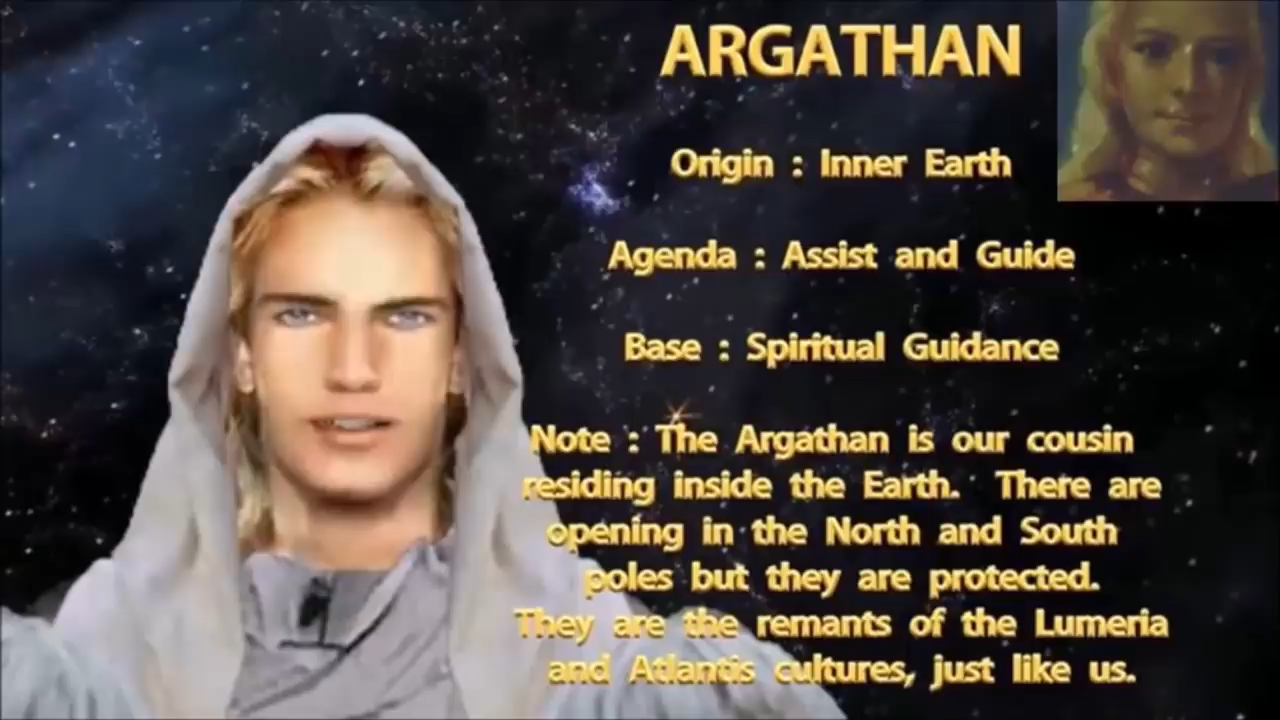 ARGATHAN
Origin : Inner Earth
Agenda : Assist and Guide
Base : Spiritual Guidance
Note : The Argathan is our cousin
residing inside the Earth. There are
opening in the North and South
poles but they are protected.
They are the remants of the Lumeria
and Atlantis cultures, just like us.